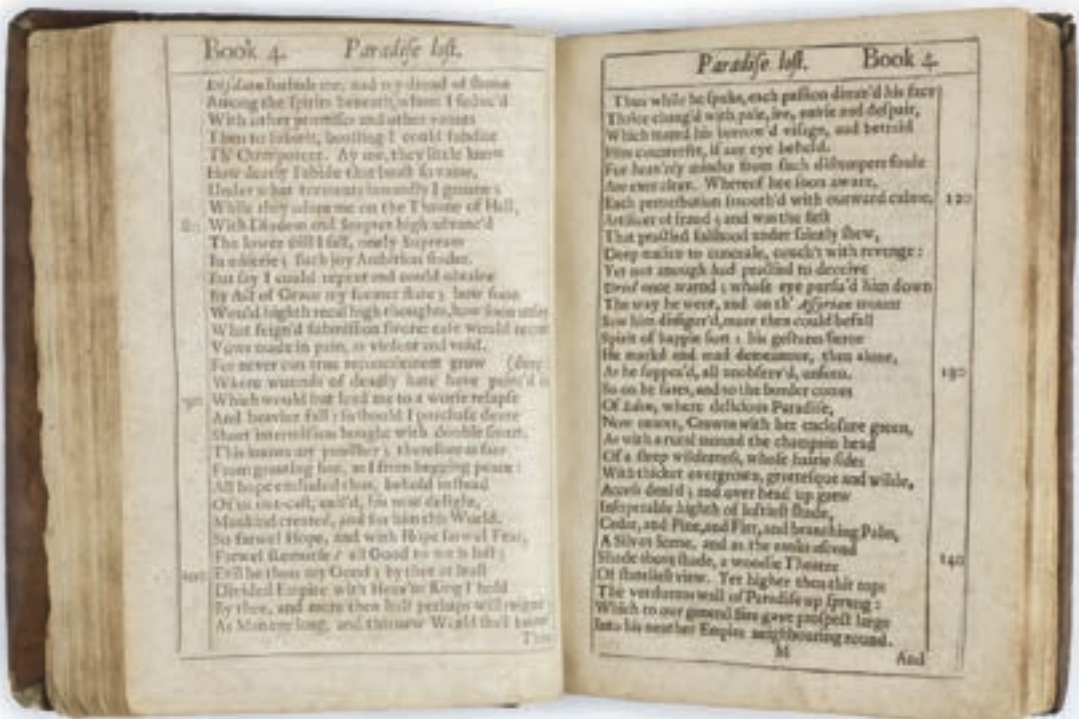 Book 4. Paradiſe loſt.
Diſdain forbids me, and my dread of ſhame
Among the ſpirits beneath, whom I ſeduc'd
With other promiſes and other vaunts
Then to ſubmit, boaſting I could ſubdue
Th' Omnipotent. Ay me, they little know
How dearly I abide that boaſt ſo vaine,
Under what torments inwardly I groane;
While they adore me on the Throne of Hell,
80 With Diadem and Scepter high advanc'd
The lower ſtill I fall, onely Supream
In miſerie; ſuch joy Ambition findes.
But ſay I could repent and could obtaine
By Act of Grace my former ſtate; how ſoon
Would highth recal high thoughts, how ſoon unſay
What feign'd ſubmiſſion ſwore: eaſe would recant
Vows made in pain, as violent and void.
For never can true reconcilement grow (deep:
Where wounds of deadly hate have peirc'd ſo
90 Which would but lead me to a worſe relapſe
And heavier fall: ſo ſhould I purchaſe deare
Short intermiſſion bought with double ſmart.
This knows my puniſher; therefore as farr
From granting hee, as I from begging peace:
All hope excluded thus, behold in ſtead
Of us out-caſt, exil'd, his new delight,
Mankind created, and for him this World.
So farwel Hope, and with Hope farwel Fear,
Farwel Remorſe: all Good to me is loſt;
100 Evil be thou my Good; by thee at leaſt
Divided Empire with Heav'ns King I hold
By thee, and more then half perhaps will reigne;
As Man ere long, and this new World ſhall know.
Thus
Paradiſe loſt. Book 4.
Thus while he ſpake, each paſſion dimm'd his face
Thrice chang'd with pale, ire, envie and deſpair,
Which marrd his borrow'd viſage, and betraid
Him counterfet, if any eye beheld.
For heav'nly mindes from ſuch diſtempers foule
Are ever clear. Whereof hee ſoon aware,
Each perturbation ſmooth'd with outward calme, 120
Artificer of fraud; and was the firſt
That practiſd falſhood under ſaintly ſhew,
Deep malice to conceale, couch't with revenge:
Yet not anough had practiſd to deceive
Uriel once warnd; whoſe eye purſu'd him down
The way he went, and on th' Aſſyrian mount
Saw him disfigur'd, more then could befall
Spirit of happie ſort: his geſtures fierce
He markd and mad demeanour, then alone,
As he ſuppos'd, all unobſerv'd, unſeen. 130
So on he fares, and to the border comes
Of Eden, where delicious Paradiſe,
Now nearer, Crowns with her encloſure green,
As with a rural mound the champain head
Of a ſteep wilderneſs, whoſe hairie ſides
With thicket overgrown, grotteſque and wilde,
Acceſs deni'd; and over head up grew
Inſuperable highth of loftieſt ſhade,
Cedar, and Pine, and Firr, and branching Palm,
A Silvan Scene, and as the ranks aſcend
Shade above ſhade, a woodie Theatre 140
Of ſtatelieſt view. Yet higher then thir tops
The verdurous wall of Paradiſe up ſprung:
Which to our general Sire gave proſpect large
Into his neather Empire neighbouring round.
M And